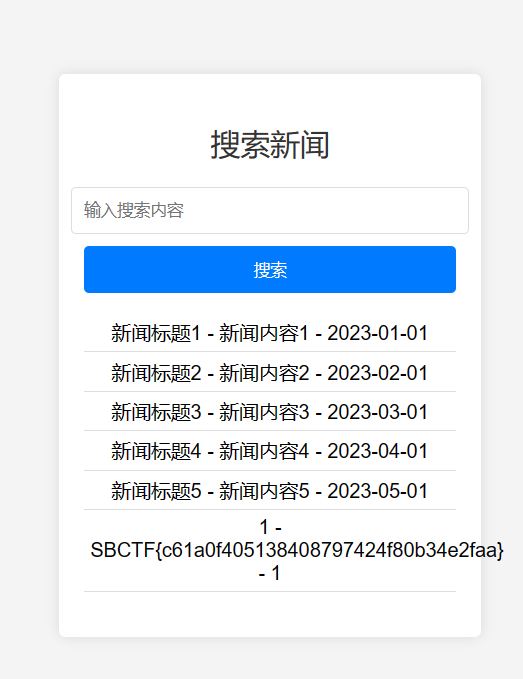 搜索新闻
输入搜索内容
搜索
新闻标题1 - 新闻内容1 - 2023-01-01
新闻标题2 - 新闻内容2 - 2023-02-01
新闻标题3 - 新闻内容3 - 2023-03-01
新闻标题4 - 新闻内容4 - 2023-04-01
新闻标题5 - 新闻内容5 - 2023-05-01
1 -
SBCTF{c61a0f405138408797424f80b34e2faa}
- 1